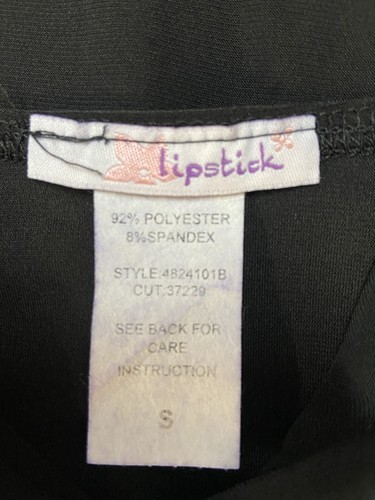 lipstick
92% POLYESTER
8%SPANDEX
STYLE:4824101B
CUT:37229
SEE BACK FOR
CARE
INSTRUCTION
S